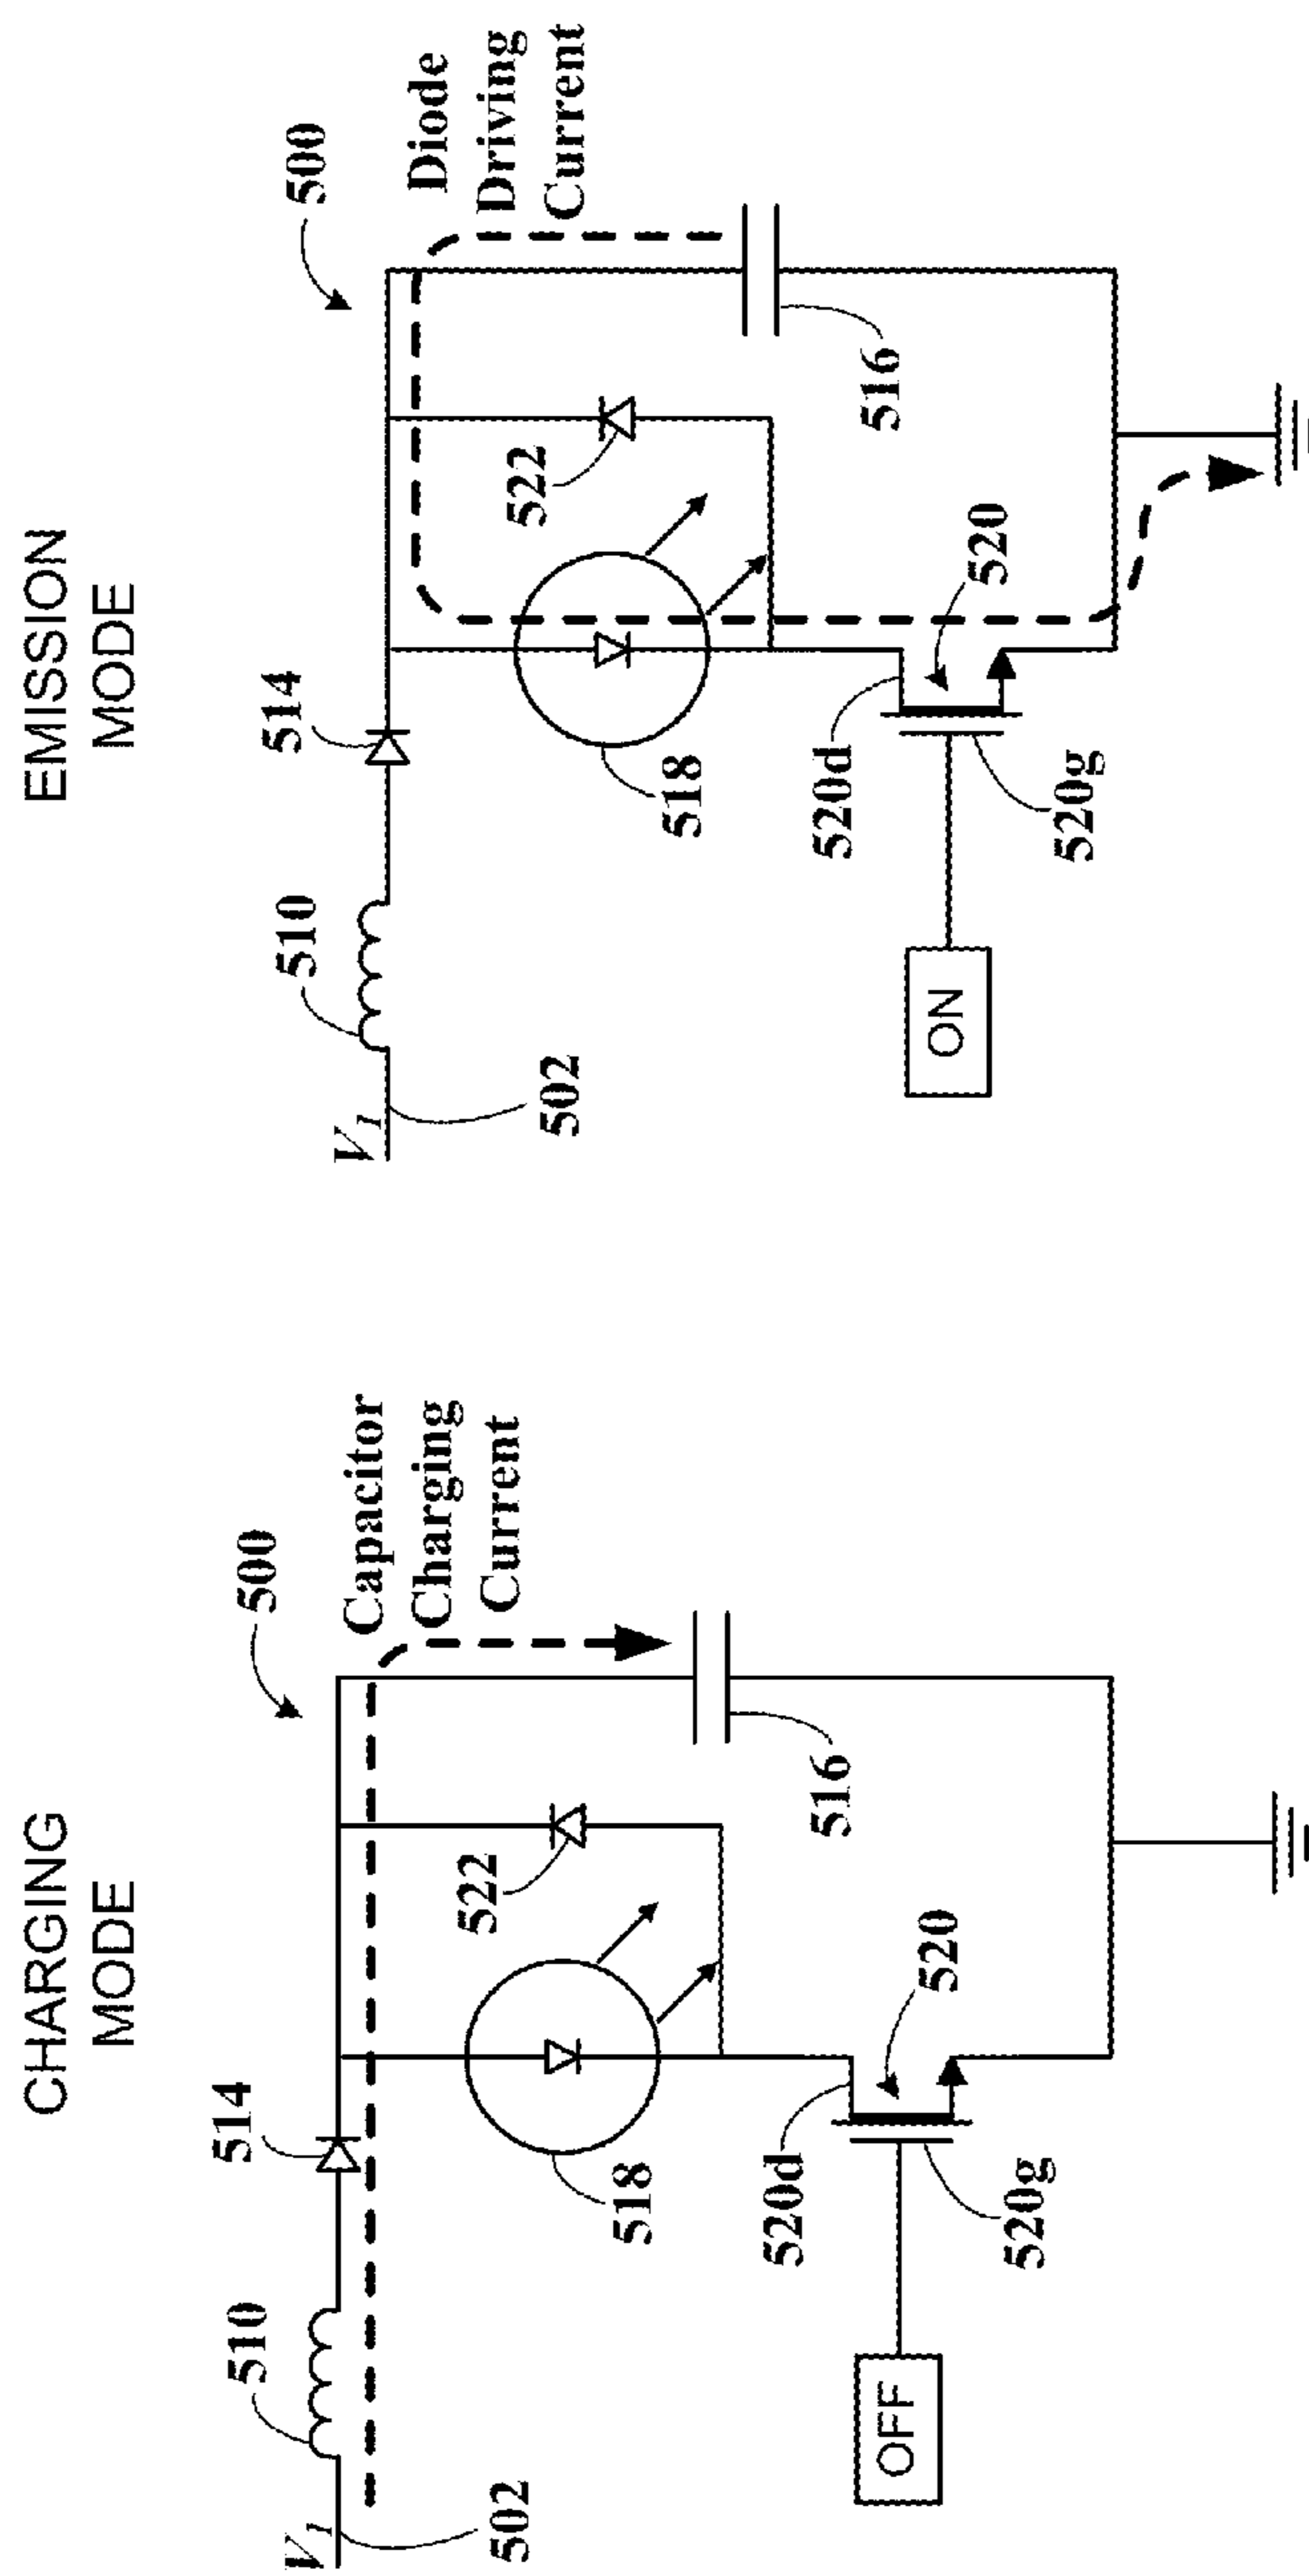 CHARGING
MODE
500
514
510
V1
502
Capacitor
Charging
Current
522
518
516
520d
520
520g
OFF
EMISSION
MODE
500
514
510
V1
502
Diode
Driving
Current
522
518
516
520d
520
520g
ON